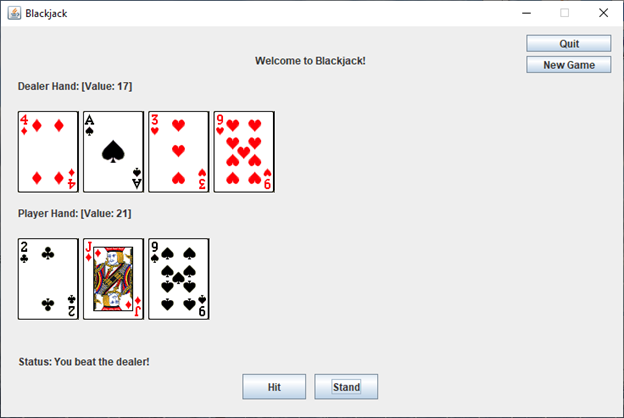 Blackjack
Quit
Welcome to Blackjack!
New Game
Dealer Hand: [Value: 17]
4 A 3 9
4 A 3 9
Player Hand: [Value: 21]
2 J 9
2 J 9
Status: You beat the dealer!
Hit Stand